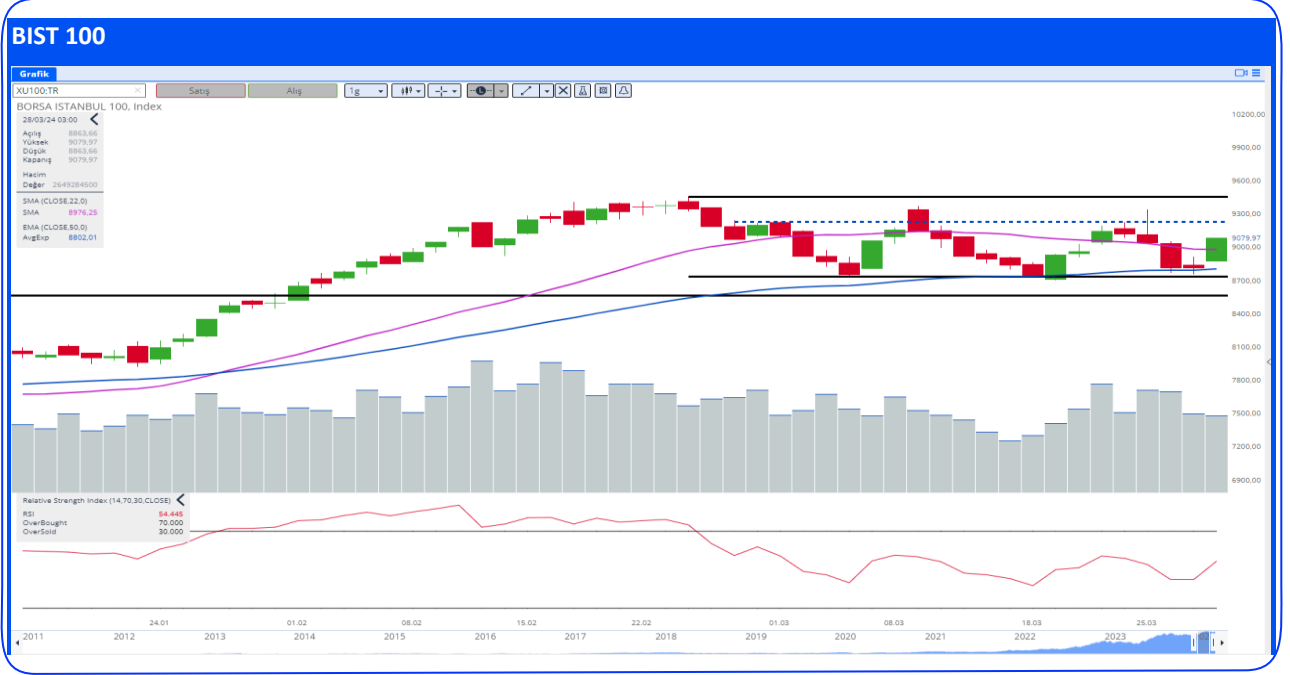 BIST 100
Grafik
XU100:TR
Satış
Alış
1g
L
BORSA ISTANBUL 100, Index
28/03/24 03:00
Açılış 8863,66
Yüksek 9079,97
Düşük 8863,66
Kapanış 9079,97
Hacim
Değer 2649284500
SMA (CLOSE,22,0)
SMA 8976,25
EMA (CLOSE,50,0)
AvgExp 8802,01
10200,00
9900,00
9600,00
9300,00
9079,97
9000,00
8700,00
8400,00
8100,00
7800,00
7500,00
7200,00
6900,00
Relative Strength Index (14,70,30,CLOSE)
RSI 54.445
OverBought 70.000
OverSold 30.000
24.01 01.02 08.02 15.02 22.02 01.03 08.03 18.03 25.03
2011 2012 2013 2014 2015 2016 2017 2018 2019 2020 2021 2022 2023